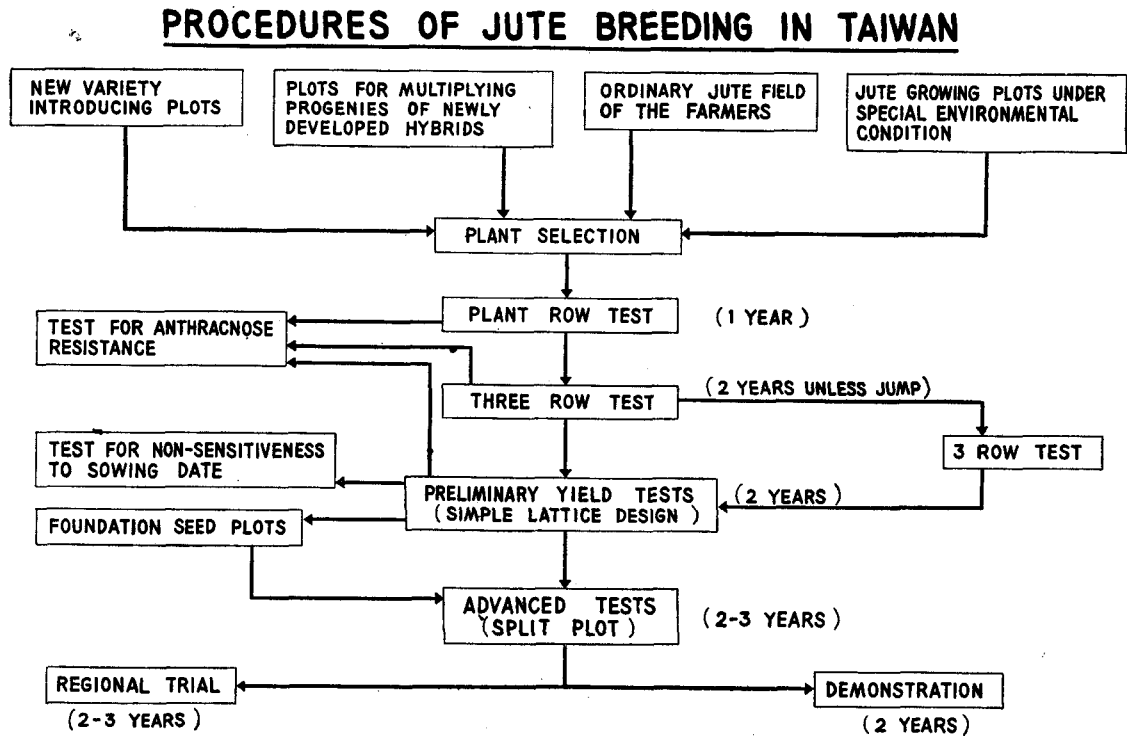 PROCEDURES OF JUTE BREEDING IN TAIWAN
NEW VARIETY
INTRODUCING PLOTS
PLOTS FOR MULTIPLYING
PROGENIES OF NEWLY
DEVELOPED HYBRIDS
ORDINARY JUTE FIELD
OF THE FARMERS
JUTE GROWING PLOTS UNDER
SPECIAL ENVIRONMENTAL
CONDITION
PLANT SELECTION
PLANT ROW TEST
(1 YEAR)
TEST FOR ANTHRACNOSE
RESISTANCE
THREE ROW TEST
(2 YEARS UNLESS JUMP)
3 ROW TEST
TEST FOR NON-SENSITIVENESS
TO SOWING DATE
PRELIMINARY YIELD TESTS
(SIMPLE LATTICE DESIGN)
(2 YEARS)
FOUNDATION SEED PLOTS
ADVANCED TESTS
(SPLIT PLOT)
(2-3 YEARS)
REGIONAL TRIAL
(2-3 YEARS)
DEMONSTRATION
(2 YEARS)